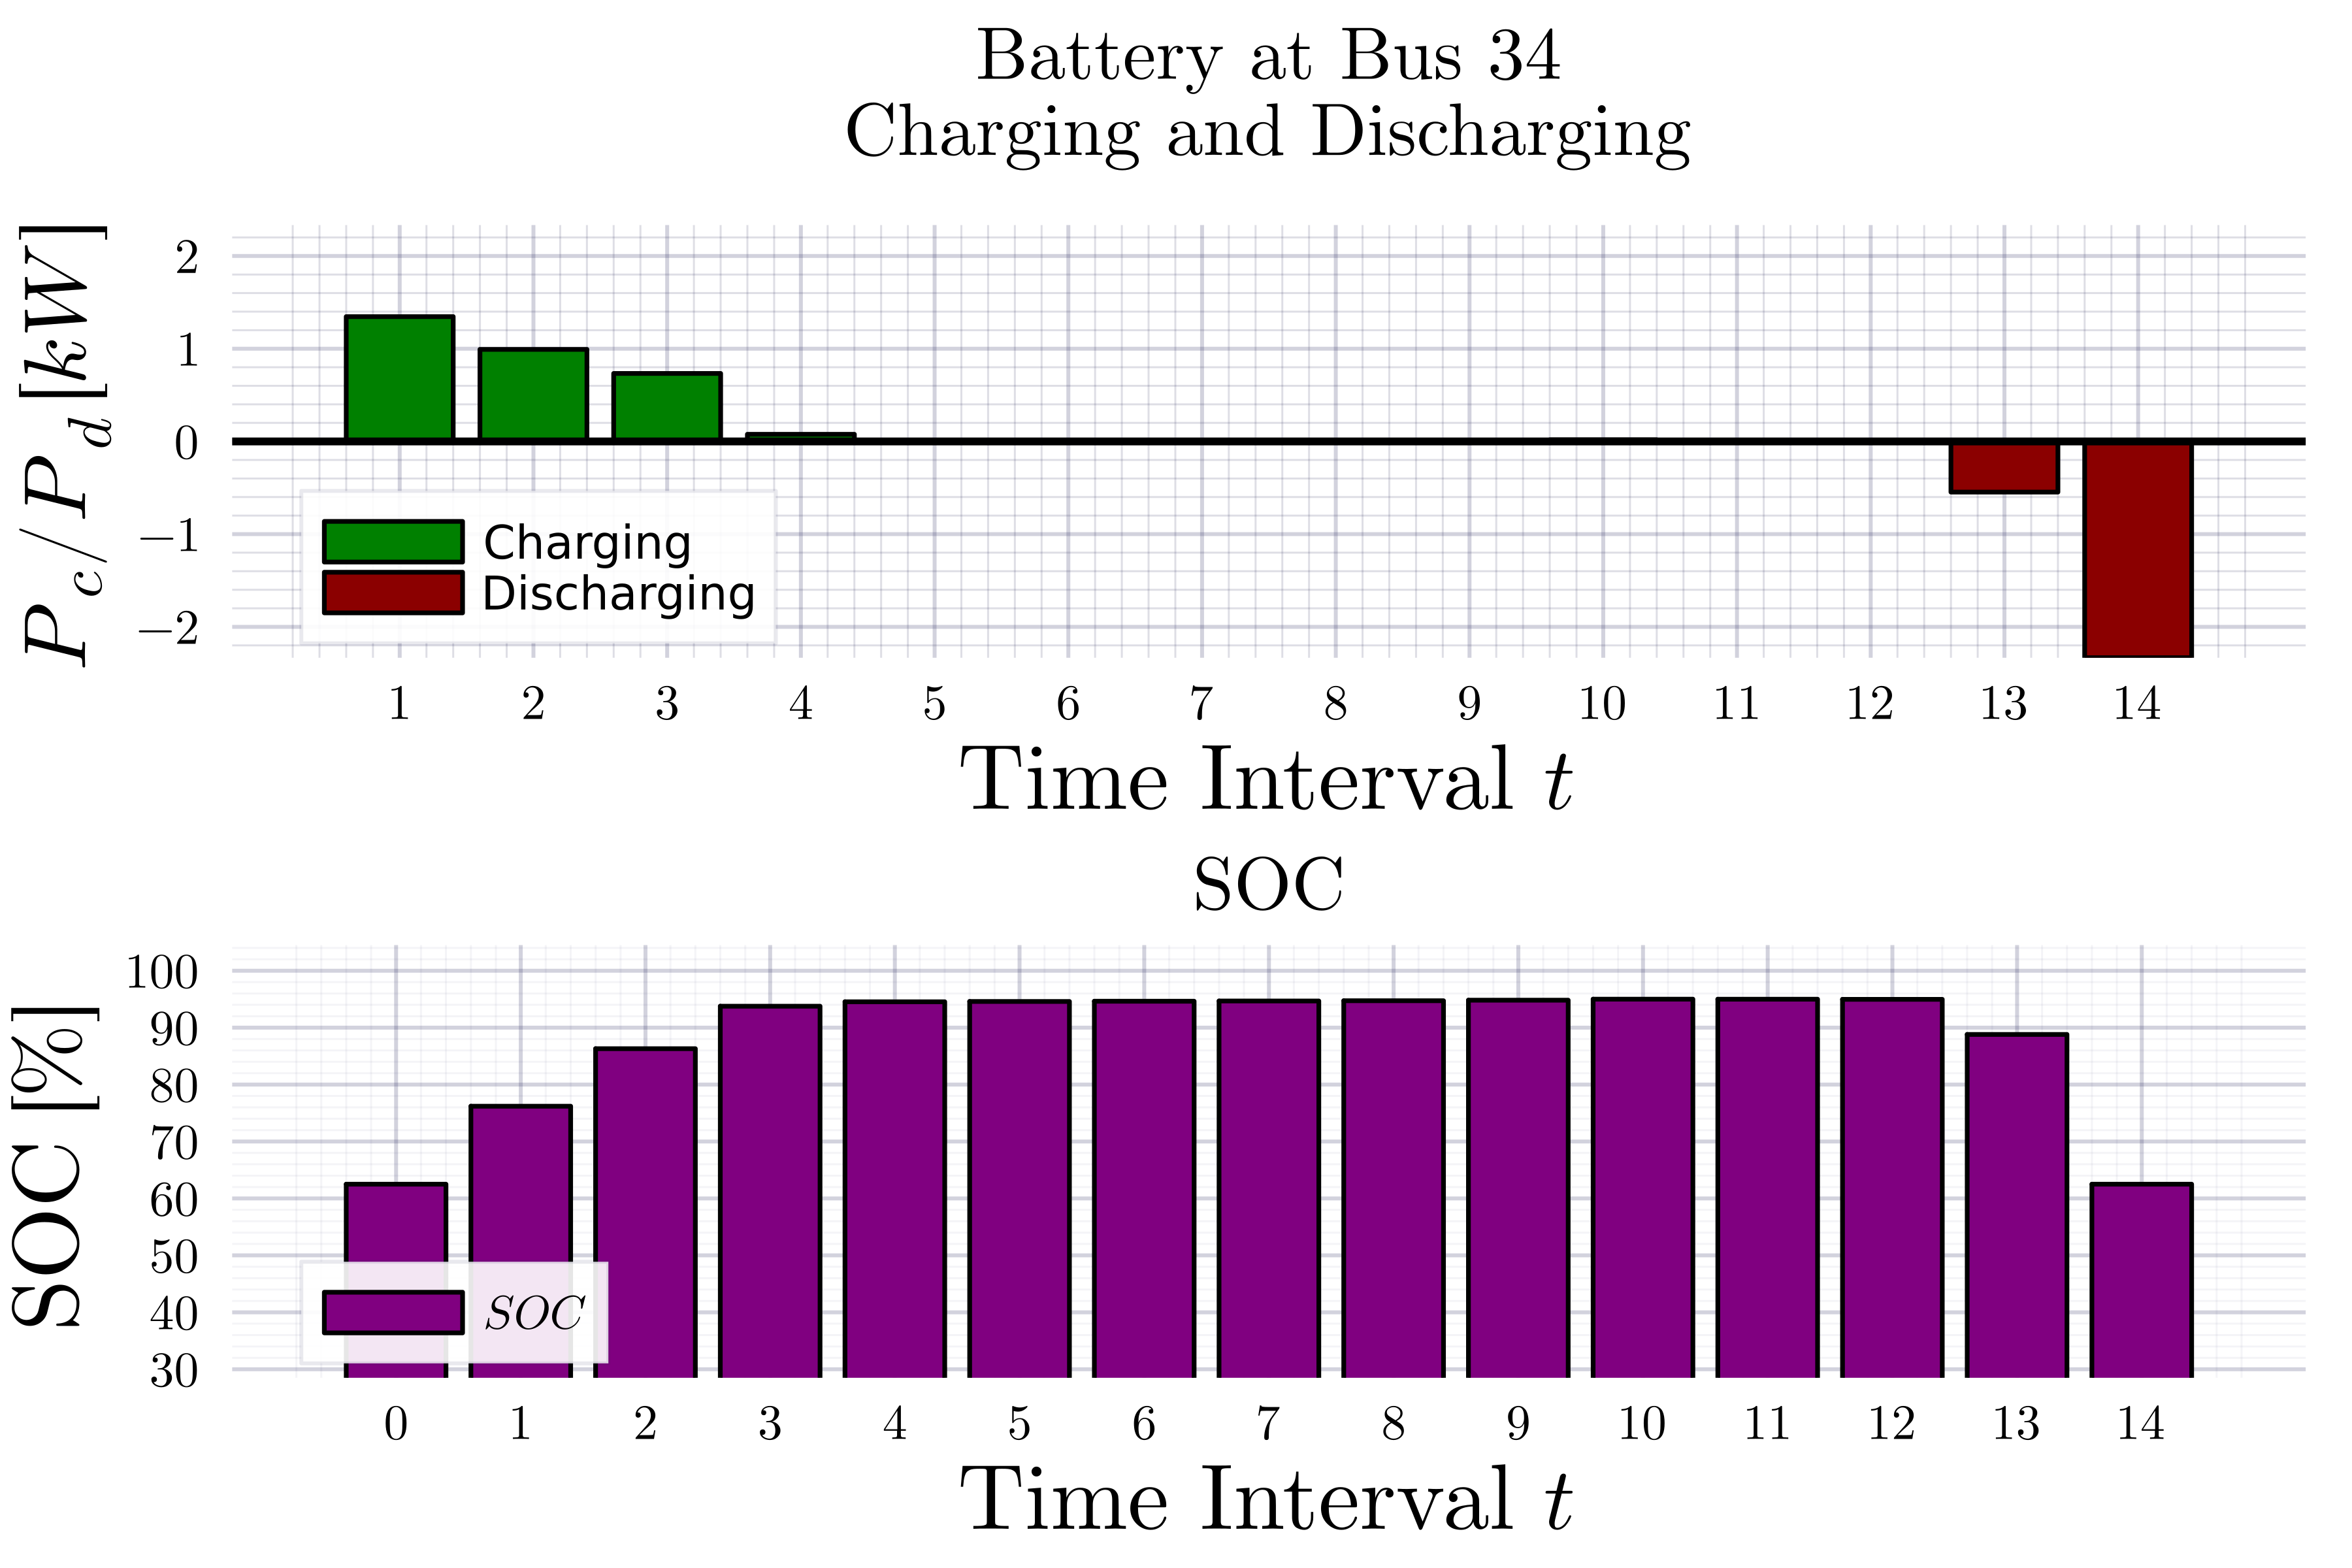 Battery at Bus 34
Charging and Discharging
P_c/P_d [kW]
2
1
0
−1
−2
Charging
Discharging
1 2 3 4 5 6 7 8 9 10 11 12 13 14
Time Interval t
SOC
SOC [%]
100
90
80
70
60
50
40
30
SOC
0 1 2 3 4 5 6 7 8 9 10 11 12 13 14
Time Interval t